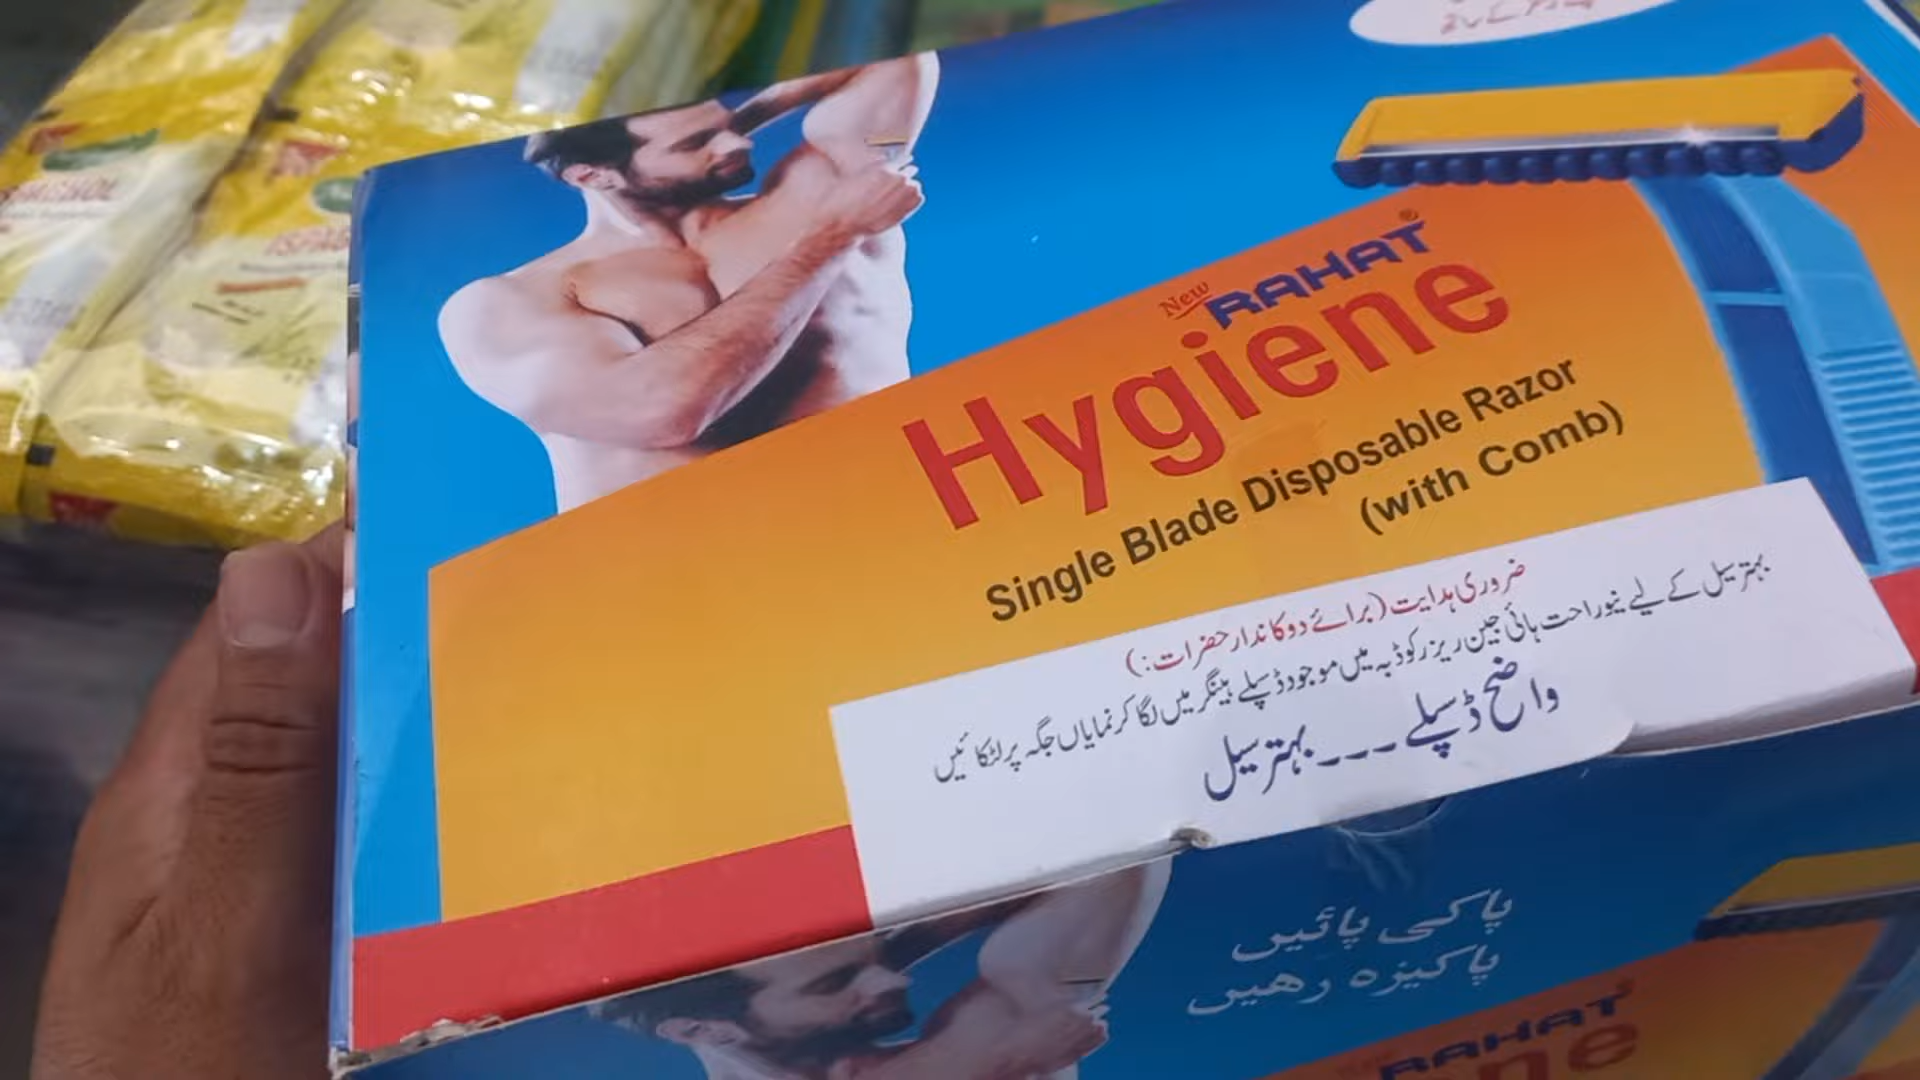 ISPAGHOL
New RAHAT®
Hygiene
Single Blade Disposable Razor
(with Comb)
ضروری ہدایت (برائے دوکاندار حضرات:)
بہتر سیل کے لیے نیو راحت ہائی جین ریزر کو ڈبہ میں موجود ڈسپلے ہینگر میں لگا کر نمایاں جگہ پر لٹکائیں
واضح ڈسپلے --- بہتر سیل
پاکی پائیں
پاکیزہ رہیں
RAHAT
ne